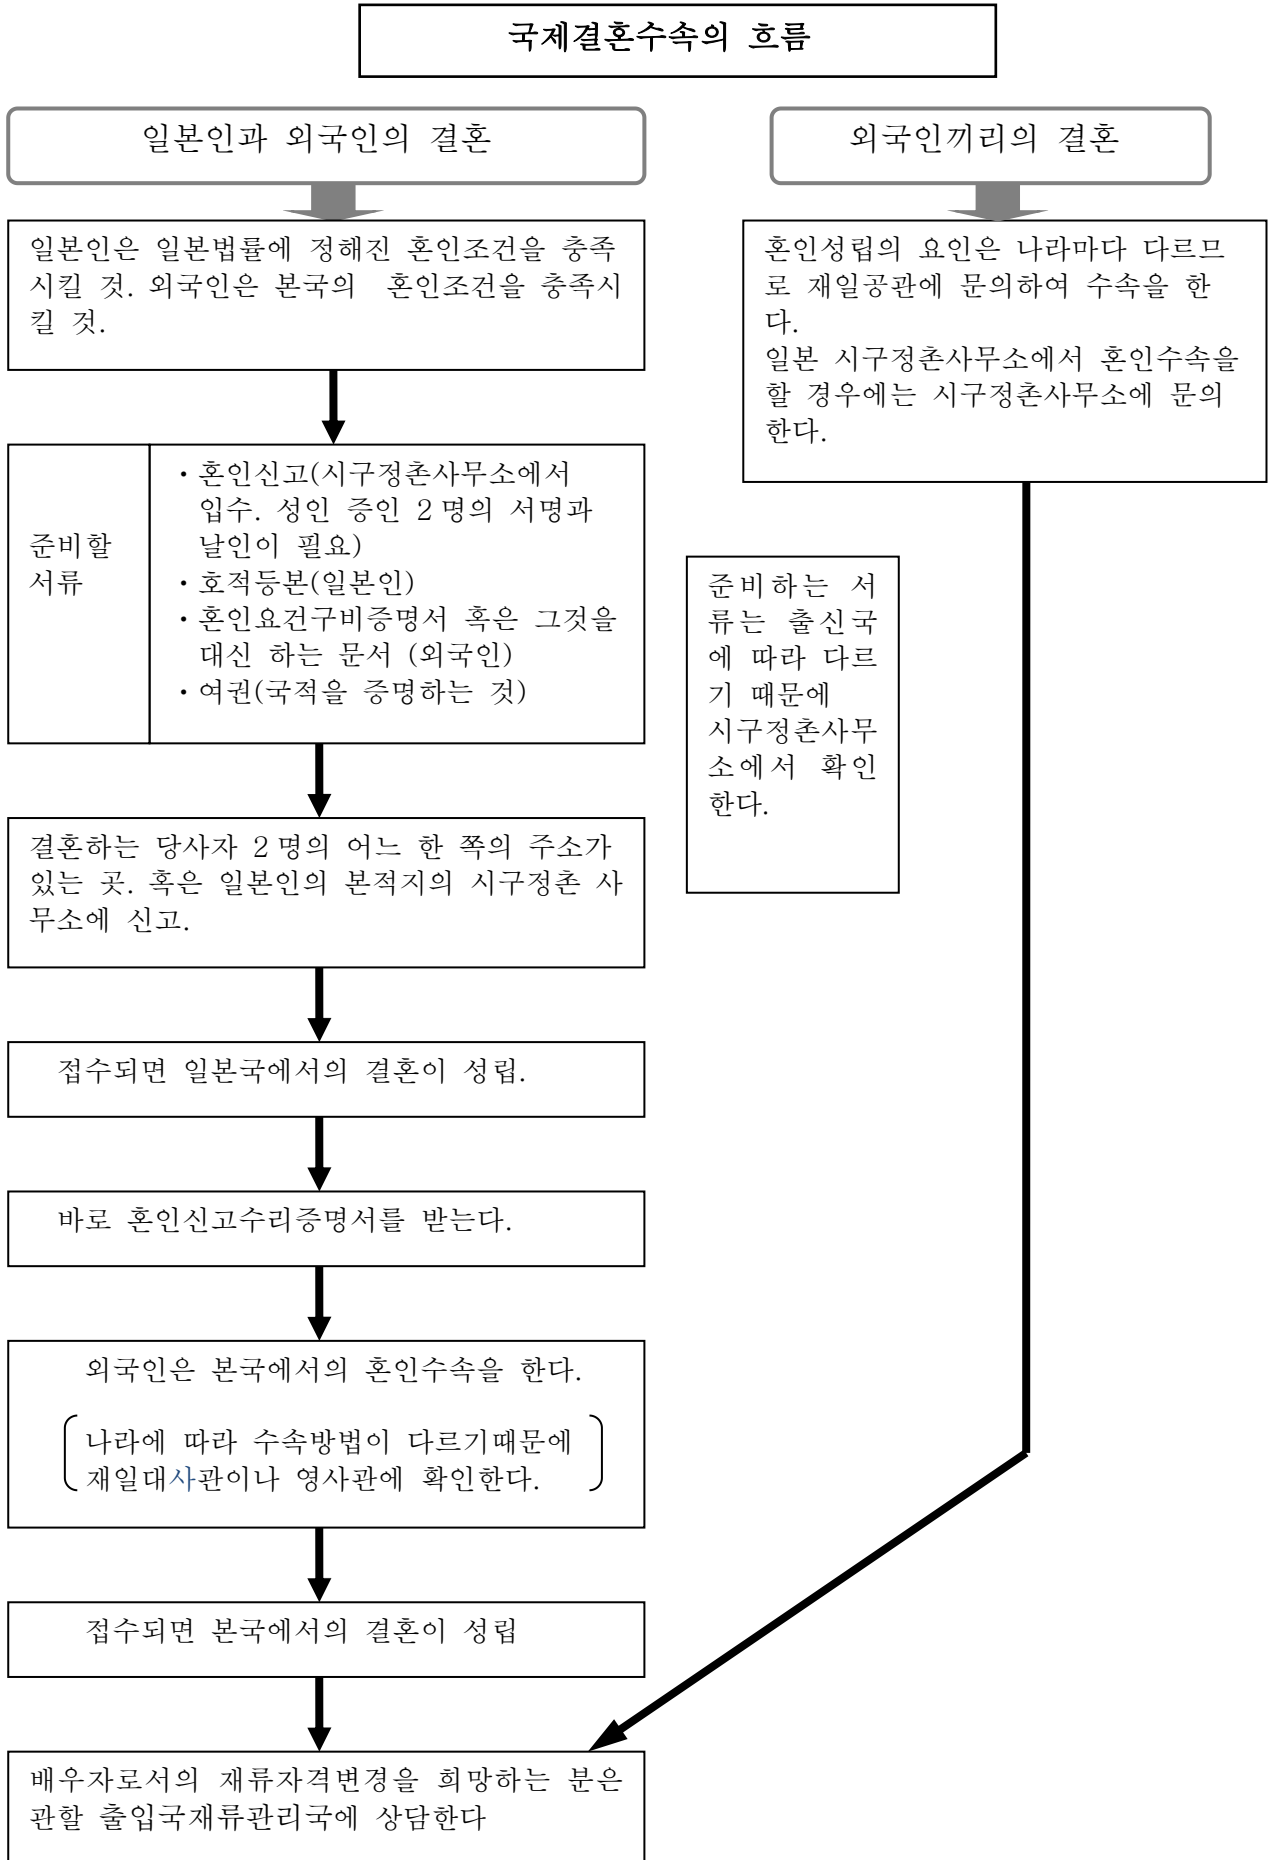 국제결혼수속의 흐름
일본인과 외국인의 결혼
일본인은 일본법률에 정해진 혼인조건을 충족
시킬 것. 외국인은 본국의 혼인조건을 충족시
킬 것.
준비할
서류
・혼인신고(시구정촌사무소에서
입수. 성인 증인 2명의 서명과
날인이 필요)
・호적등본(일본인)
・혼인요건구비증명서 혹은 그것을
대신 하는 문서 (외국인)
・여권(국적을 증명하는 것)
결혼하는 당사자 2명의 어느 한 쪽의 주소가
있는 곳. 혹은 일본인의 본적지의 시구정촌 사
무소에 신고.
접수되면 일본국에서의 결혼이 성립.
바로 혼인신고수리증명서를 받는다.
외국인은 본국에서의 혼인수속을 한다.
나라에 따라 수속방법이 다르기때문에
재일대사관이나 영사관에 확인한다.
접수되면 본국에서의 결혼이 성립
배우자로서의 재류자격변경을 희망하는 분은
관할 출입국재류관리국에 상담한다
외국인끼리의 결혼
혼인성립의 요인은 나라마다 다르므
로 재일공관에 문의하여 수속을 한
다.
일본 시구정촌사무소에서 혼인수속을
할 경우에는 시구정촌사무소에 문의
한다.
준비하는 서
류는 출신국
에 따라 다르
기 때문에
시구정촌사무
소에서 확인
한다.